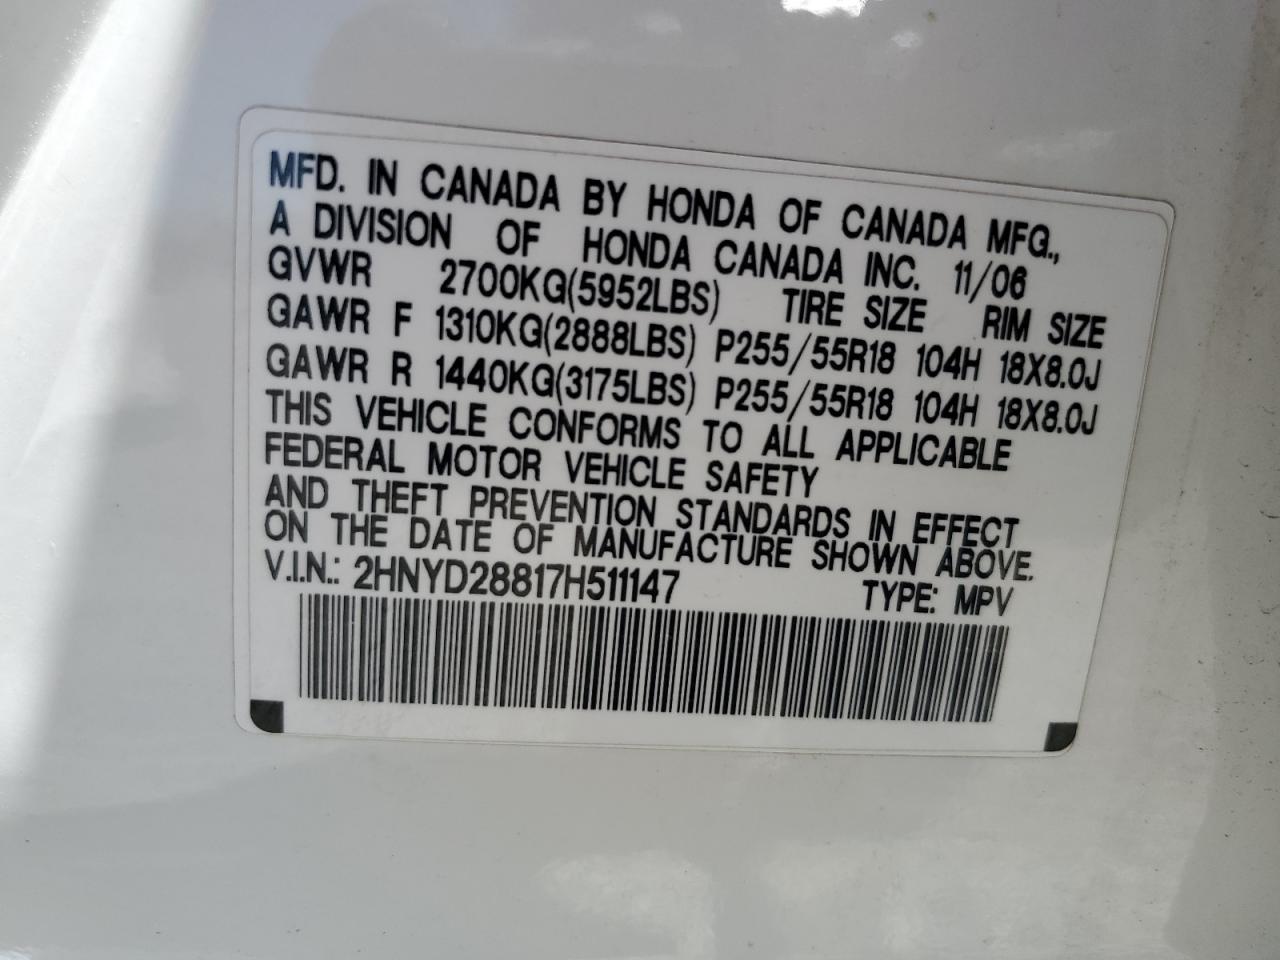 MFD. IN CANADA BY HONDA OF CANADA MFG.,
A DIVISION OF HONDA CANADA INC. 11/06
GVWR 2700KG(5952LBS) TIRE SIZE RIM SIZE
GAWR F 1310KG(2888LBS) P255/55R18 104H 18X8.0J
GAWR R 1440KG(3175LBS) P255/55R18 104H 18X8.0J
THIS VEHICLE CONFORMS TO ALL APPLICABLE
FEDERAL MOTOR VEHICLE SAFETY
AND THEFT PREVENTION STANDARDS IN EFFECT
ON THE DATE OF MANUFACTURE SHOWN ABOVE.
V.I.N.: 2HNYD28817H511147 TYPE: MPV